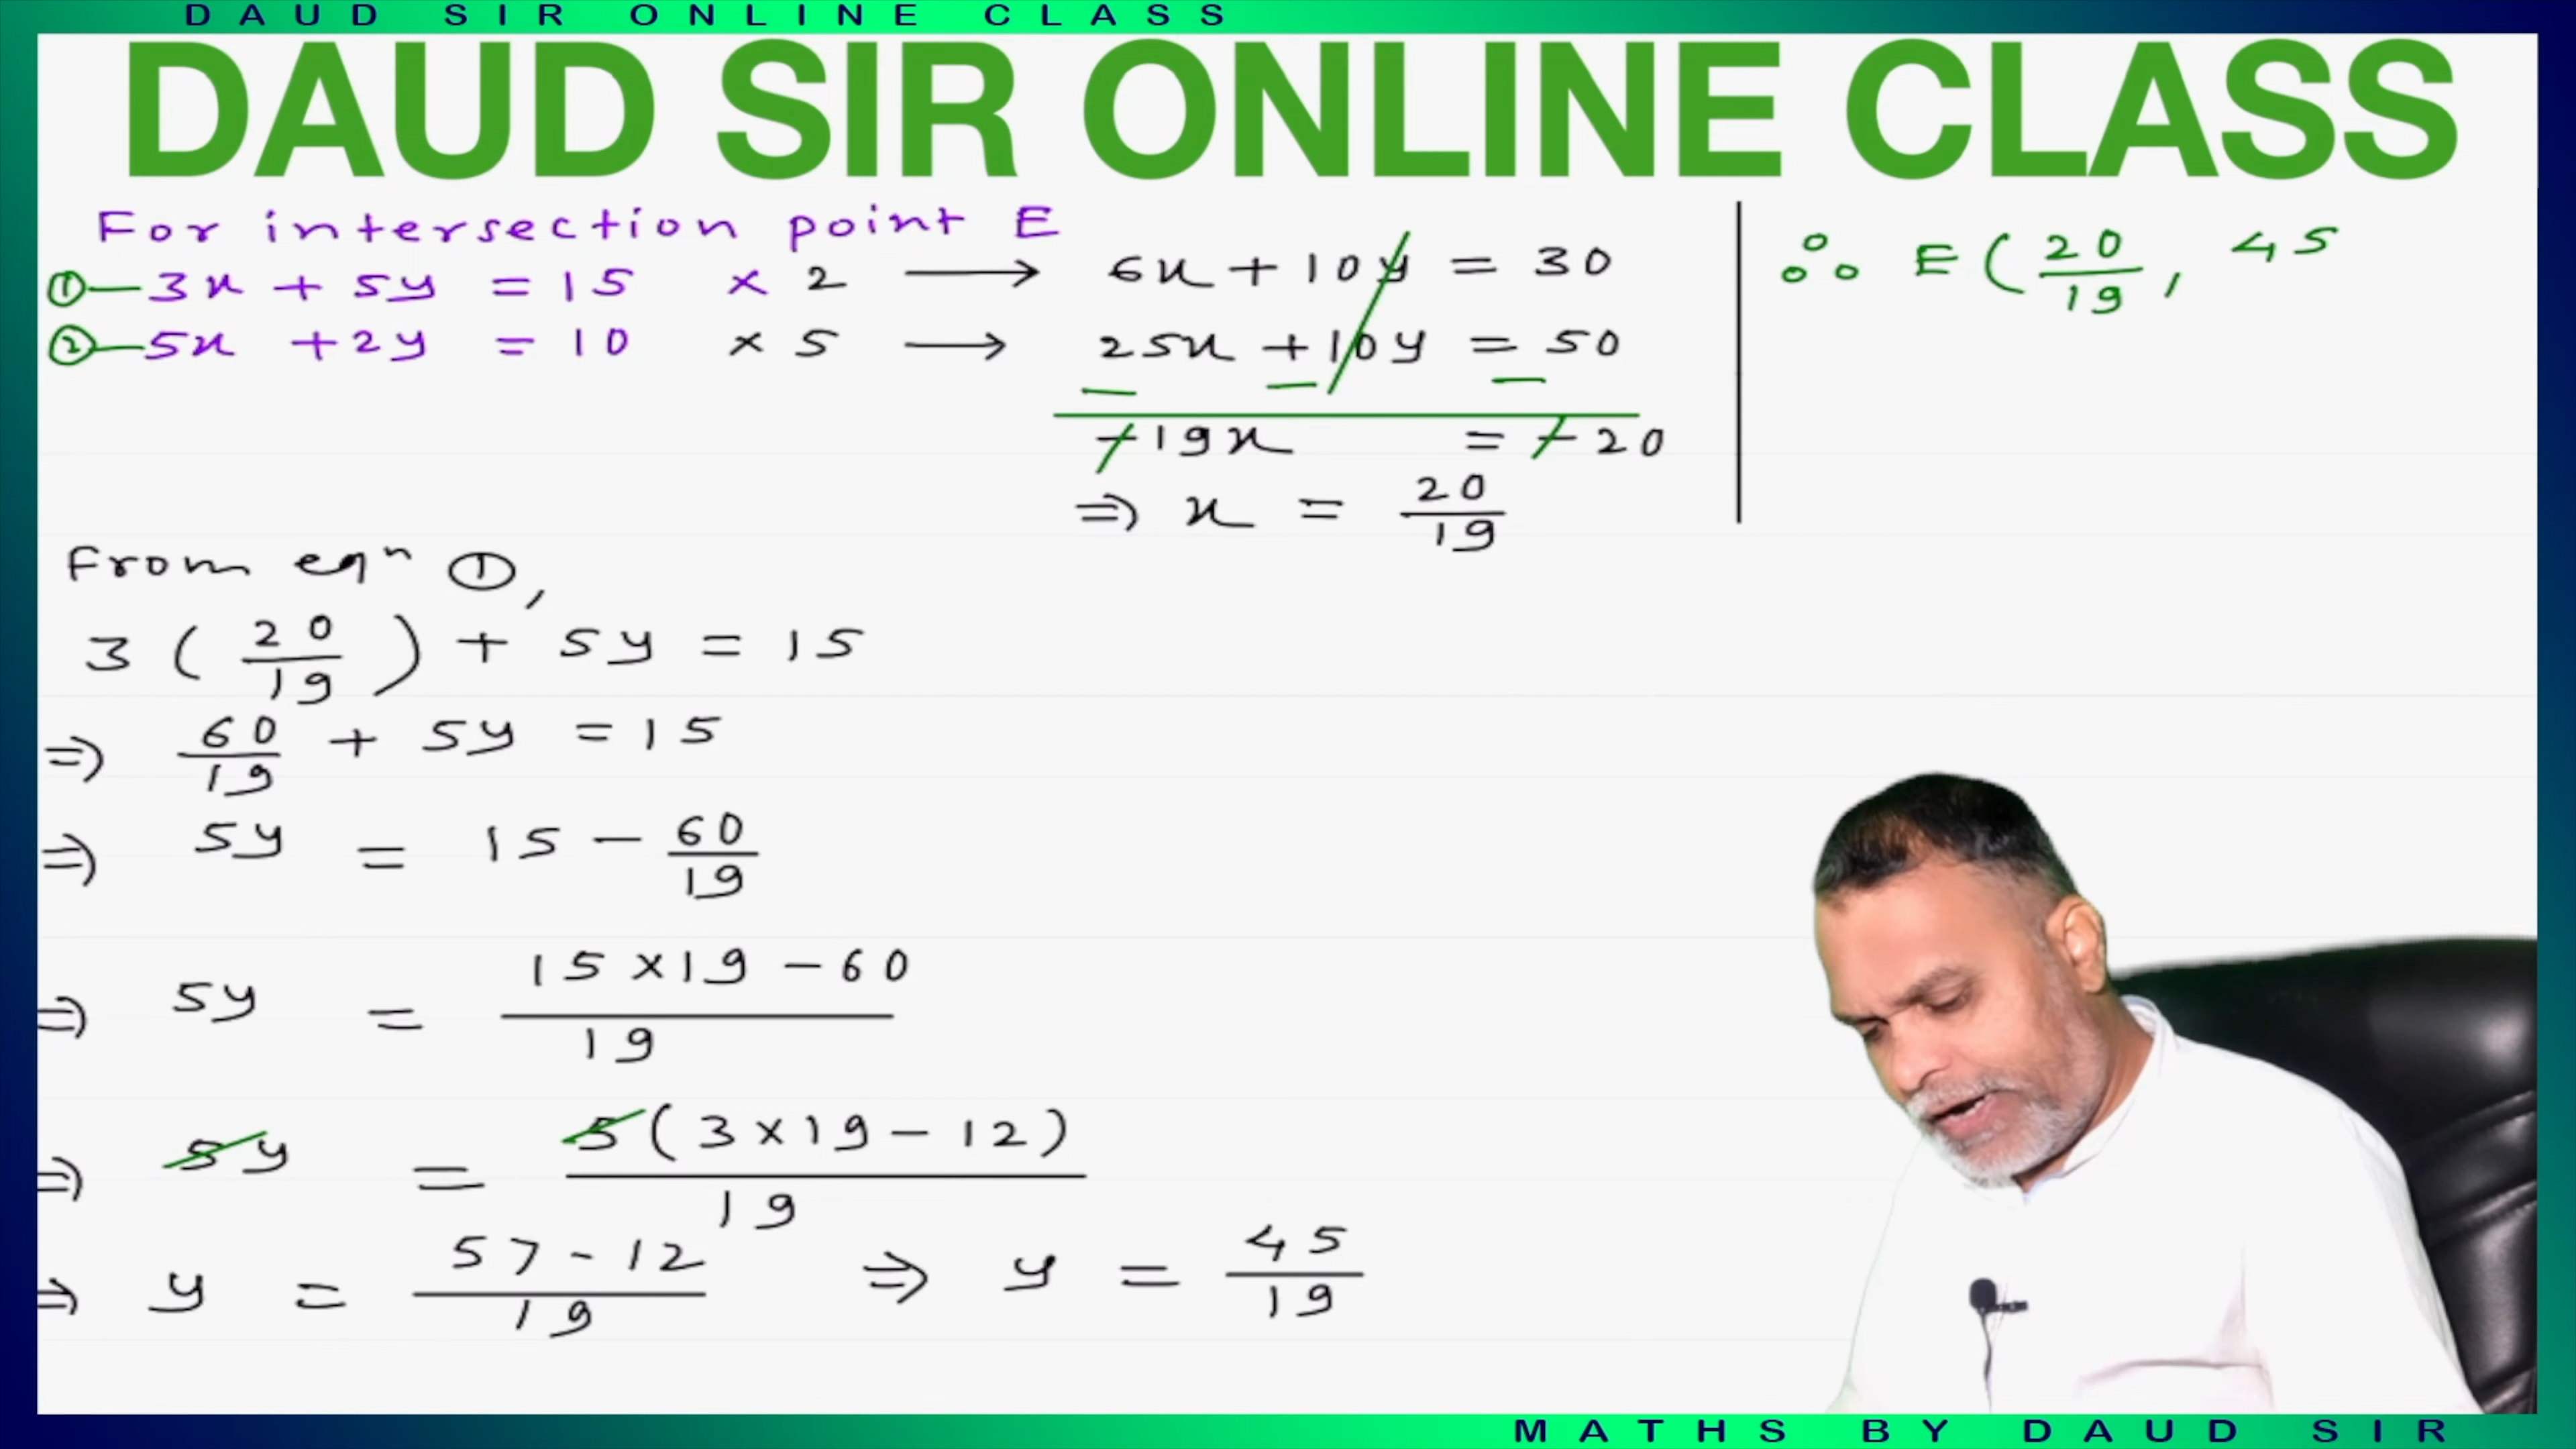 DAUD SIR ONLINE CLASS
DAUD SIR ONLINE CLASS
For intersection point E
① — 3x + 5y = 15 × 2 → 6x + 10y = 30
② — 5x + 2y = 10 × 5 → 25x + 10y = 50
− − −
−19x = −20
⇒ x = 20/19
∴ E(20/19, 45
From eqⁿ ①,
3(20/19) + 5y = 15
⇒ 60/19 + 5y = 15
⇒ 5y = 15 − 60/19
⇒ 5y = (15×19 − 60)/19
⇒ 5y = 5(3×19 − 12)/19
⇒ y = (57 − 12)/19 ⇒ y = 45/19
MATHS BY DAUD SIR